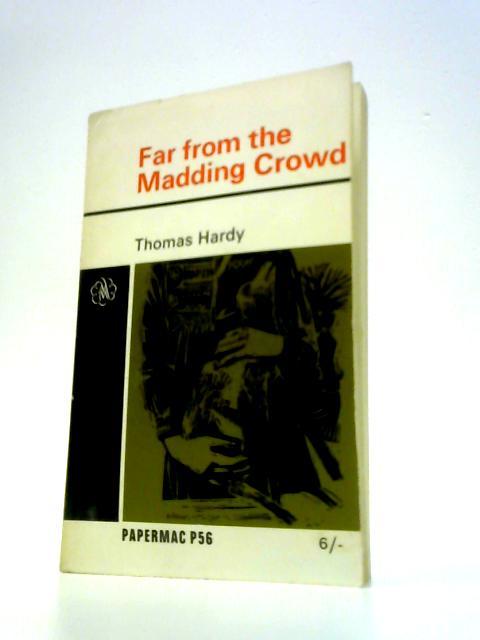 Far from the
Madding Crowd
Thomas Hardy
M
PAPERMAC P56
6/-